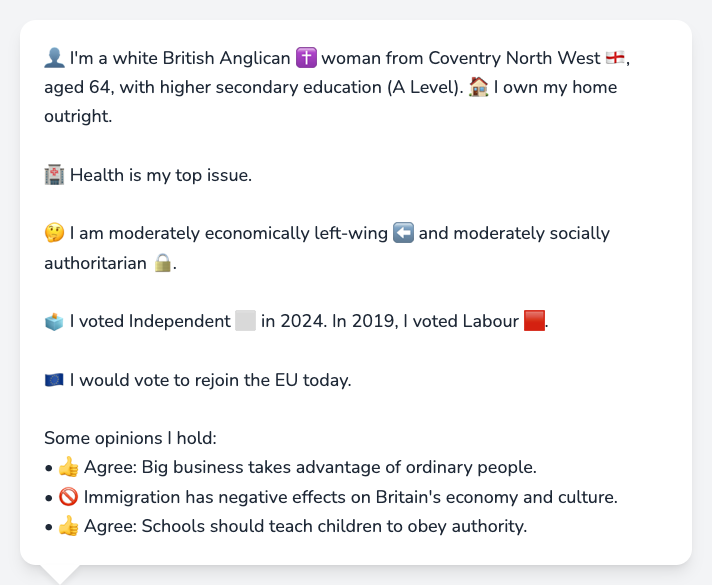 👤 I'm a white British Anglican ✝️ woman from Coventry North West 🏴󠁧󠁢󠁥󠁮󠁧󠁿,
aged 64, with higher secondary education (A Level). 🏠 I own my home
outright.
🏥 Health is my top issue.
🤔 I am moderately economically left-wing ⬅️ and moderately socially
authoritarian 🔒.
🗳️ I voted Independent ⬜ in 2024. In 2019, I voted Labour 🟥.
🇪🇺 I would vote to rejoin the EU today.
Some opinions I hold:
• 👍 Agree: Big business takes advantage of ordinary people.
• 🚫 Immigration has negative effects on Britain's economy and culture.
• 👍 Agree: Schools should teach children to obey authority.